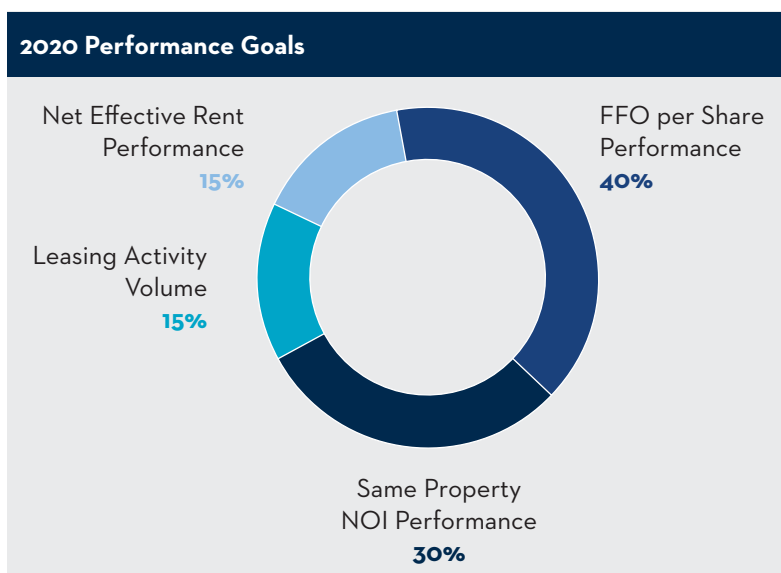 2020 Performance Goals
Net Effective Rent
Performance
15%
FFO per Share
Performance
40%
Leasing Activity
Volume
15%
Same Property
NOI Performance
30%